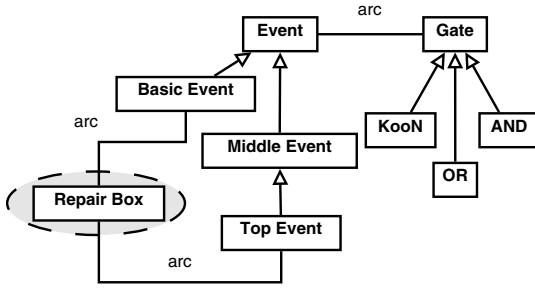 arc
Event
Gate
Basic Event
arc
KooN
AND
Middle Event
OR
Repair Box
Top Event
arc